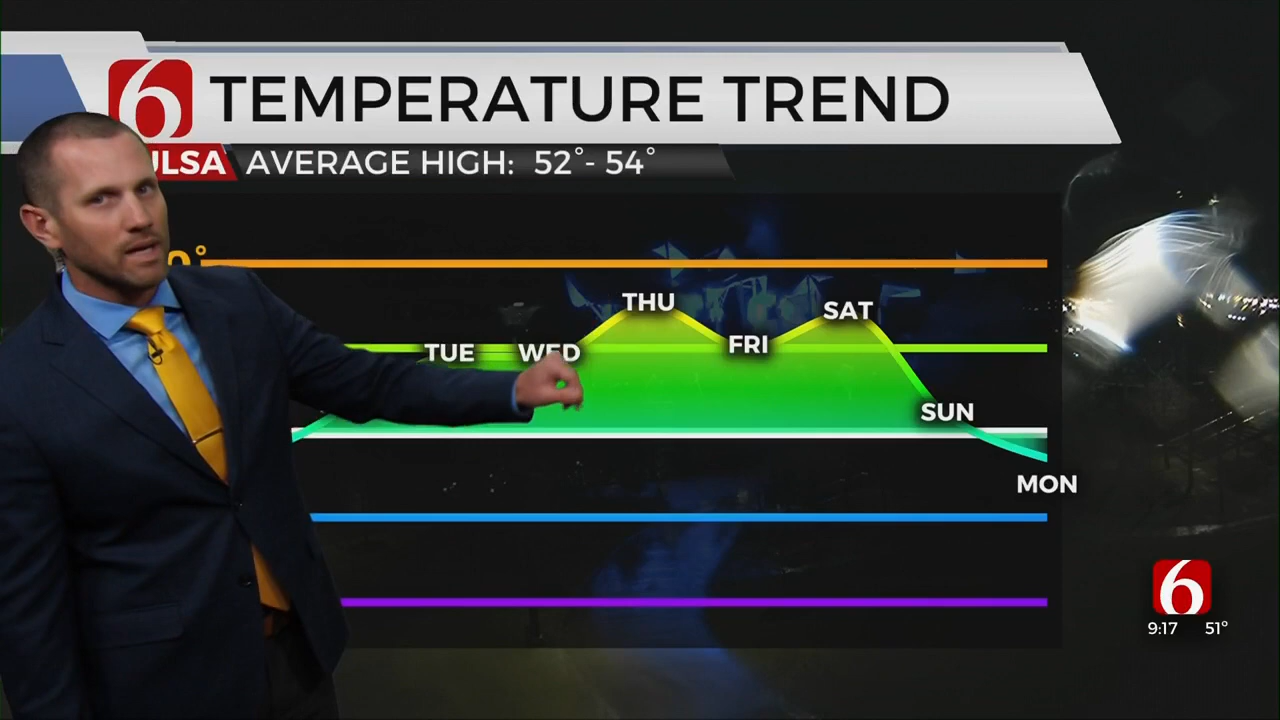 6 TEMPERATURE TREND
ULSA AVERAGE HIGH: 52°- 54°
0°
THU
SAT
TUE WED FRI
SUN
MON
6
9:17 51°